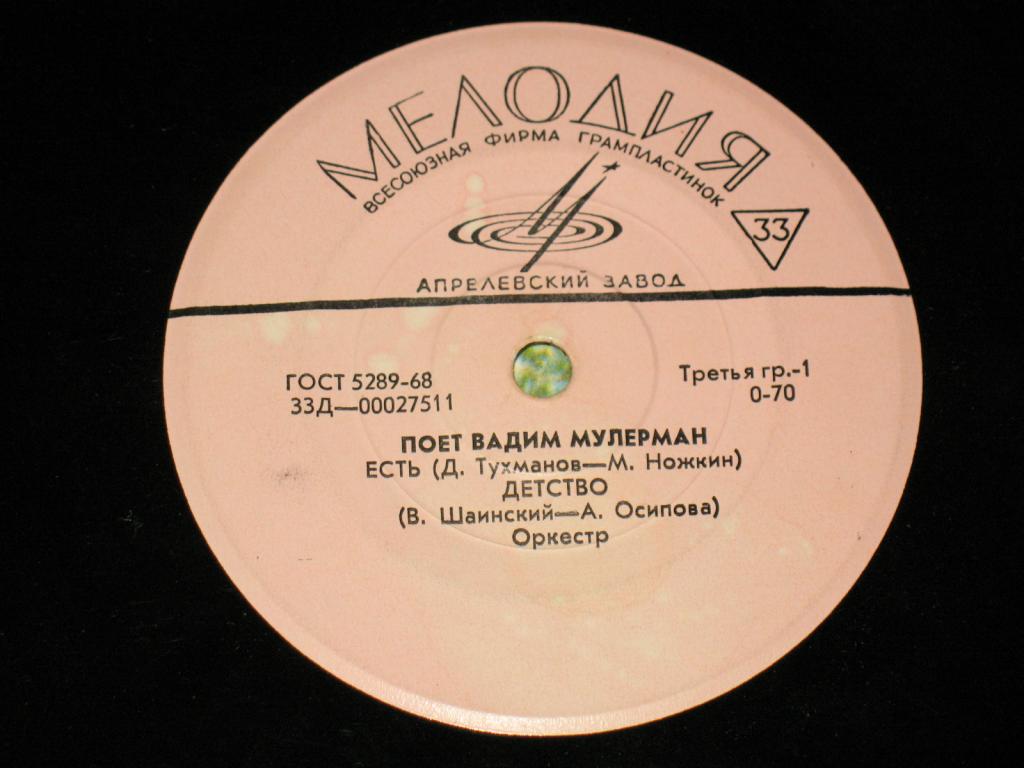 МЕЛОДИЯ
ВСЕСОЮЗНАЯ ФИРМА ГРАМПЛАСТИНОК
33
АПРЕЛЕВСКИЙ ЗАВОД
ГОСТ 5289-68
33Д—00027511
Третья гр.-1
0-70
ПОЕТ ВАДИМ МУЛЕРМАН
ЕСТЬ (Д. Тухманов—М. Ножкин)
ДЕТСТВО
(В. Шаинский—А. Осипова)
Оркестр